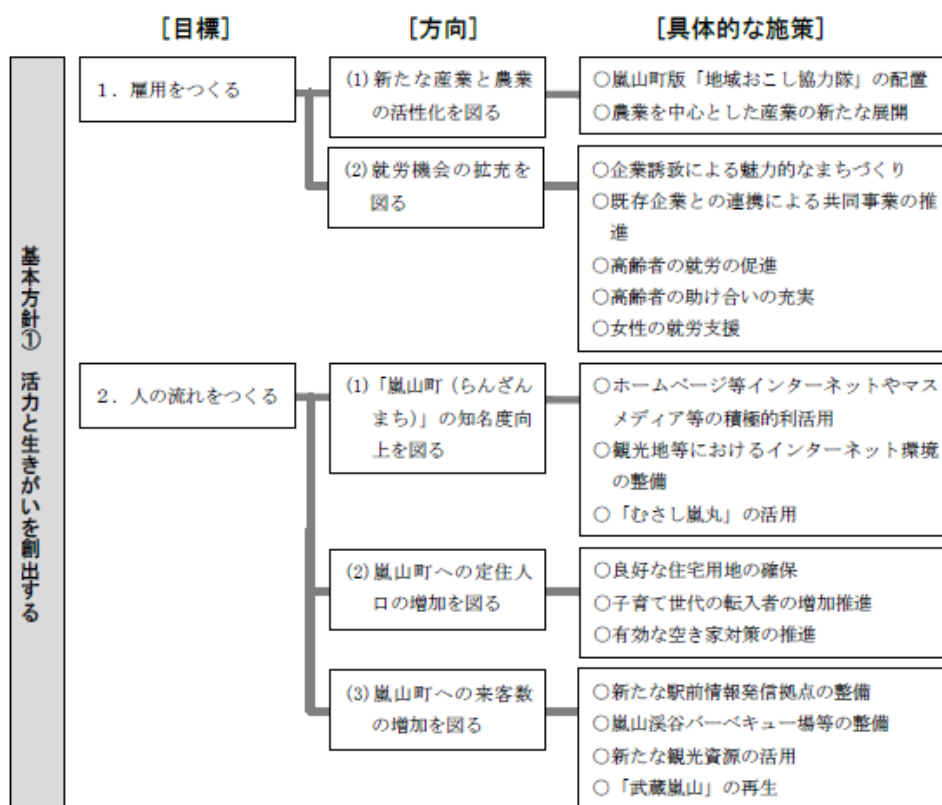 [目標]
[方向]
[具体的な施策]
基本方針① 活力と生きがいを創出する
1．雇用をつくる
(1)新たな産業と農業
の活性化を図る
○嵐山町版「地域おこし協力隊」の配置
○農業を中心とした産業の新たな展開
(2)就労機会の拡充を
図る
○企業誘致による魅力的なまちづくり
○既存企業との連携による共同事業の推
進
○高齢者の就労の促進
○高齢者の助け合いの充実
○女性の就労支援
2．人の流れをつくる
(1)「嵐山町（らんざん
まち）」の知名度向
上を図る
○ホームページ等インターネットやマス
メディア等の積極的利活用
○観光地等におけるインターネット環境
の整備
○「むさし嵐丸」の活用
(2)嵐山町への定住人
口の増加を図る
○良好な住宅用地の確保
○子育て世代の転入者の増加推進
○有効な空き家対策の推進
(3)嵐山町への来客数
の増加を図る
○新たな駅前情報発信拠点の整備
○嵐山渓谷バーベキュー場等の整備
○新たな観光資源の活用
○「武蔵嵐山」の再生